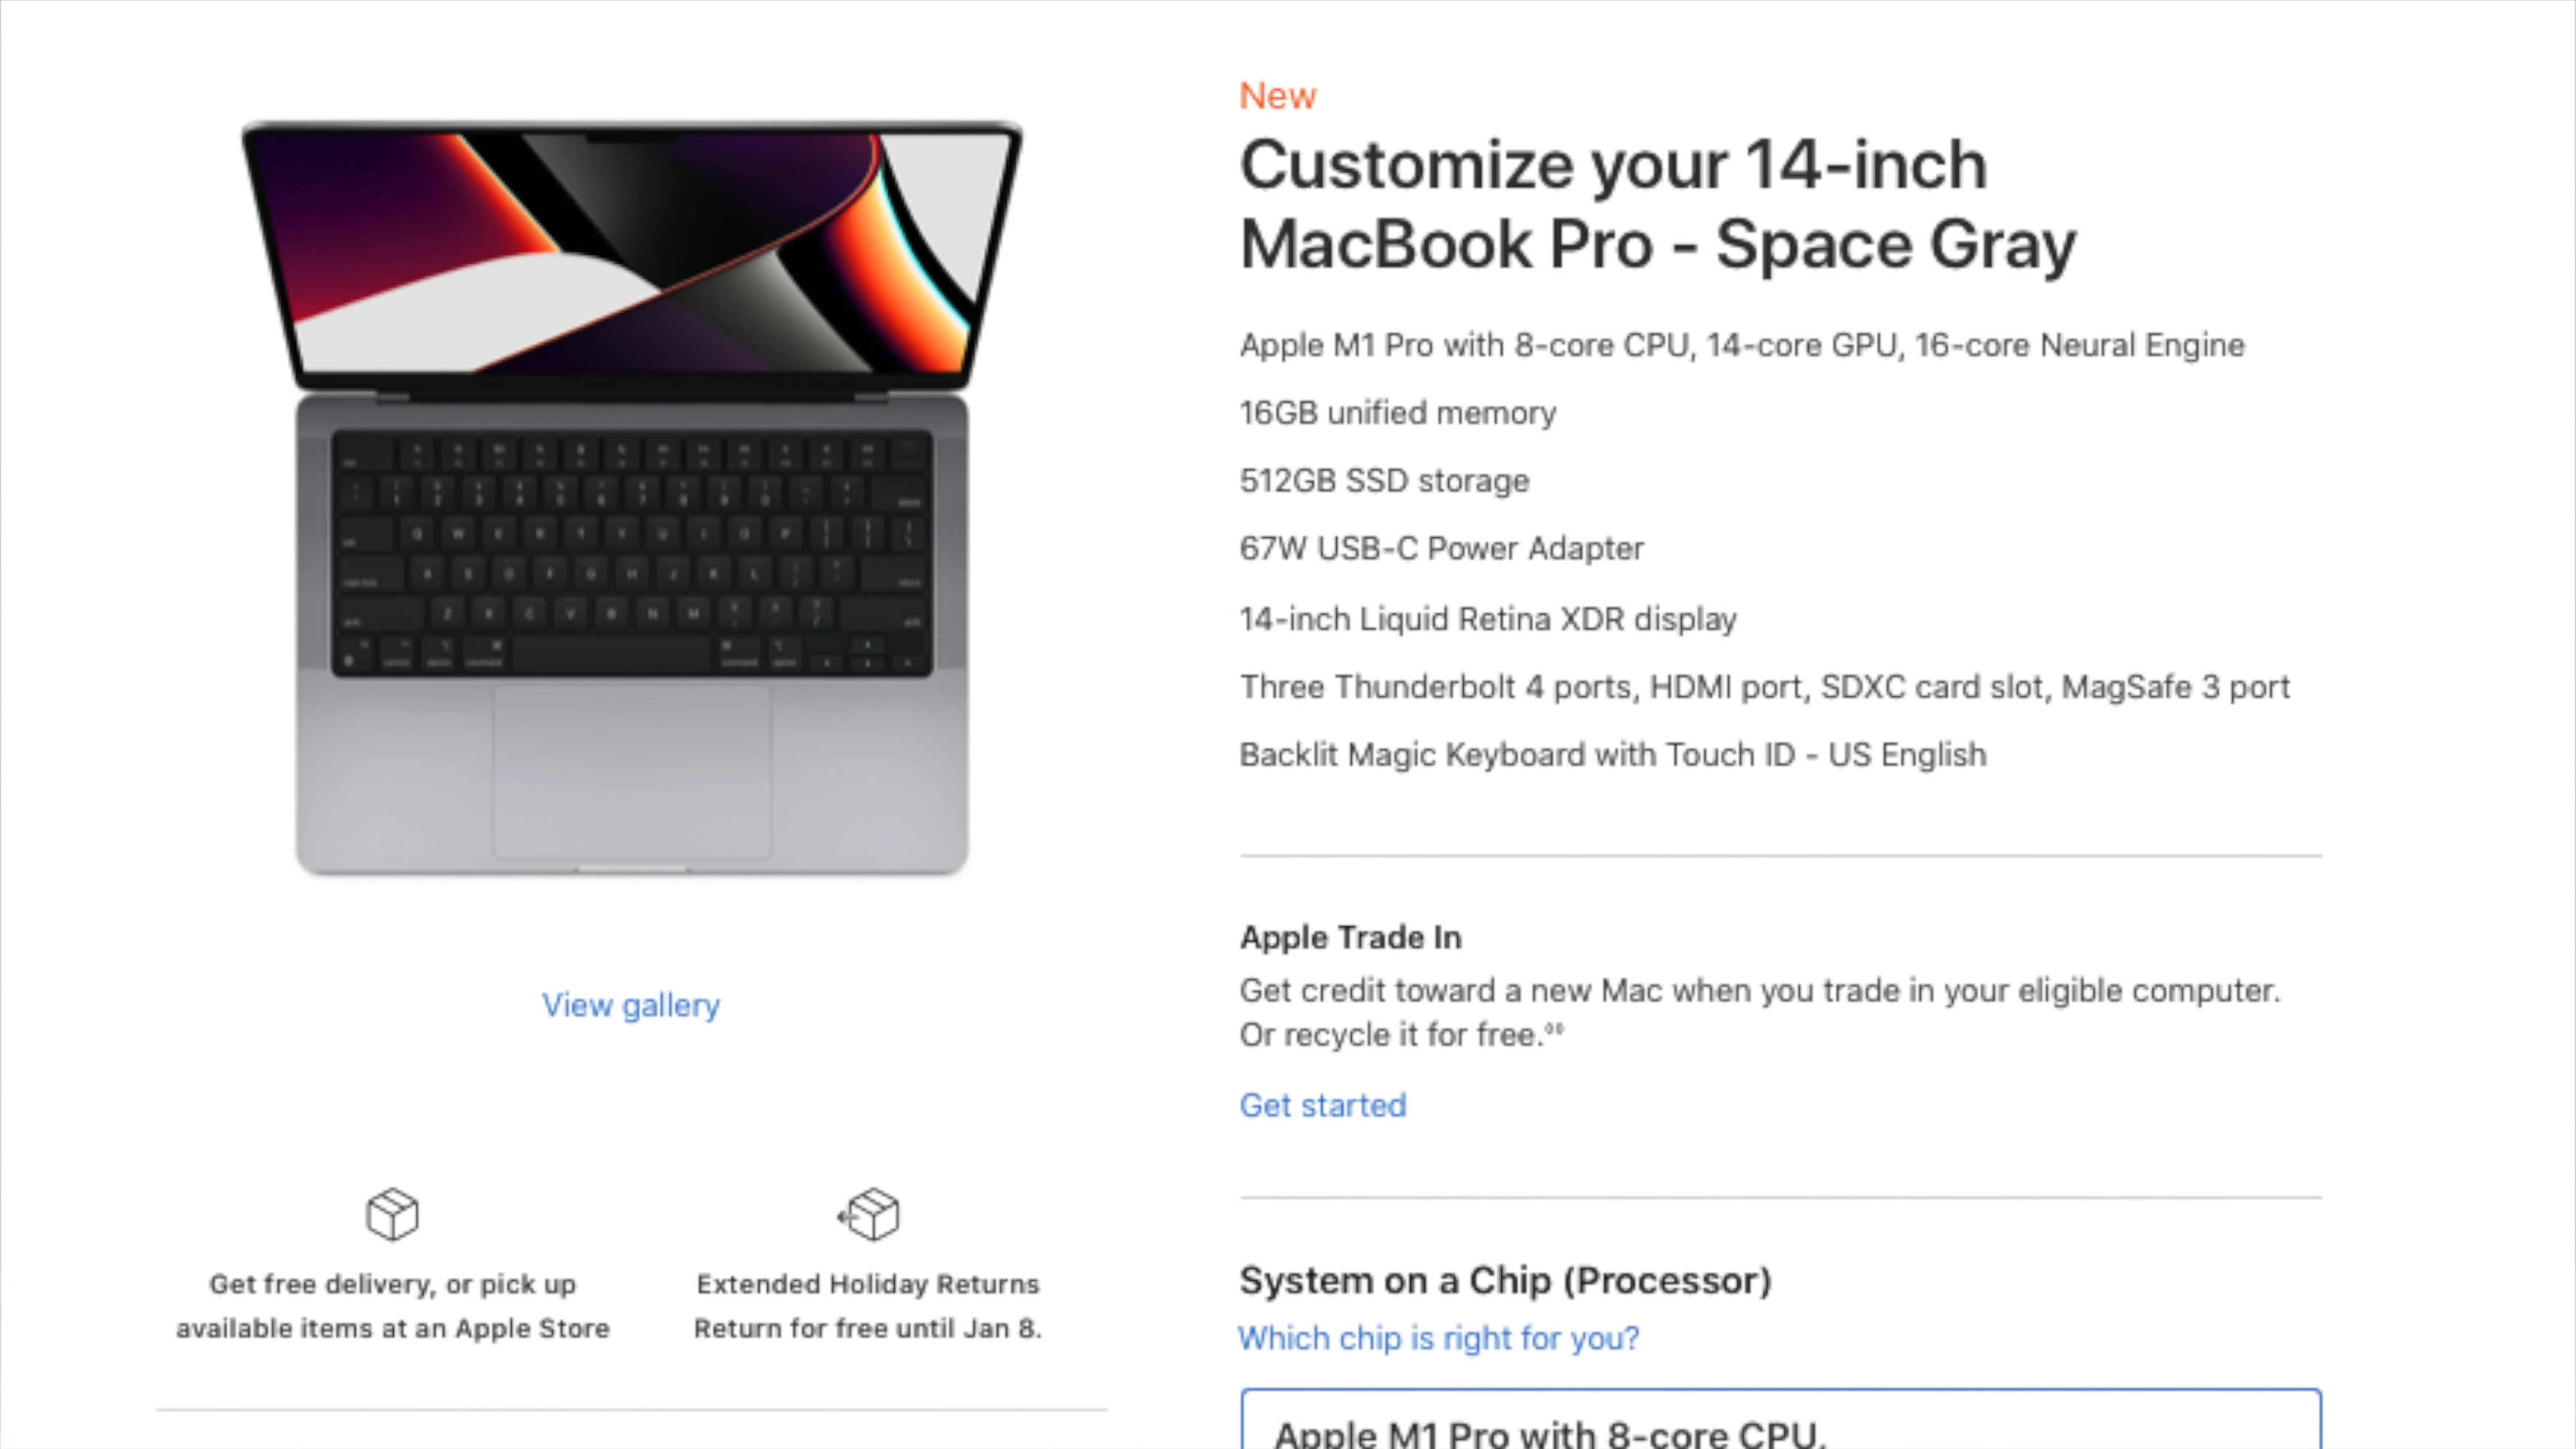 New
Customize your 14-inch
MacBook Pro - Space Gray
Apple M1 Pro with 8-core CPU, 14-core GPU, 16-core Neural Engine
16GB unified memory
512GB SSD storage
67W USB-C Power Adapter
14-inch Liquid Retina XDR display
Three Thunderbolt 4 ports, HDMI port, SDXC card slot, MagSafe 3 port
Backlit Magic Keyboard with Touch ID - US English
View gallery
Apple Trade In
Get credit toward a new Mac when you trade in your eligible computer.
Or recycle it for free.
Get started
Get free delivery, or pick up
available items at an Apple Store
Extended Holiday Returns
Return for free until Jan 8.
System on a Chip (Processor)
Which chip is right for you?
Apple M1 Pro with 8-core CPU,